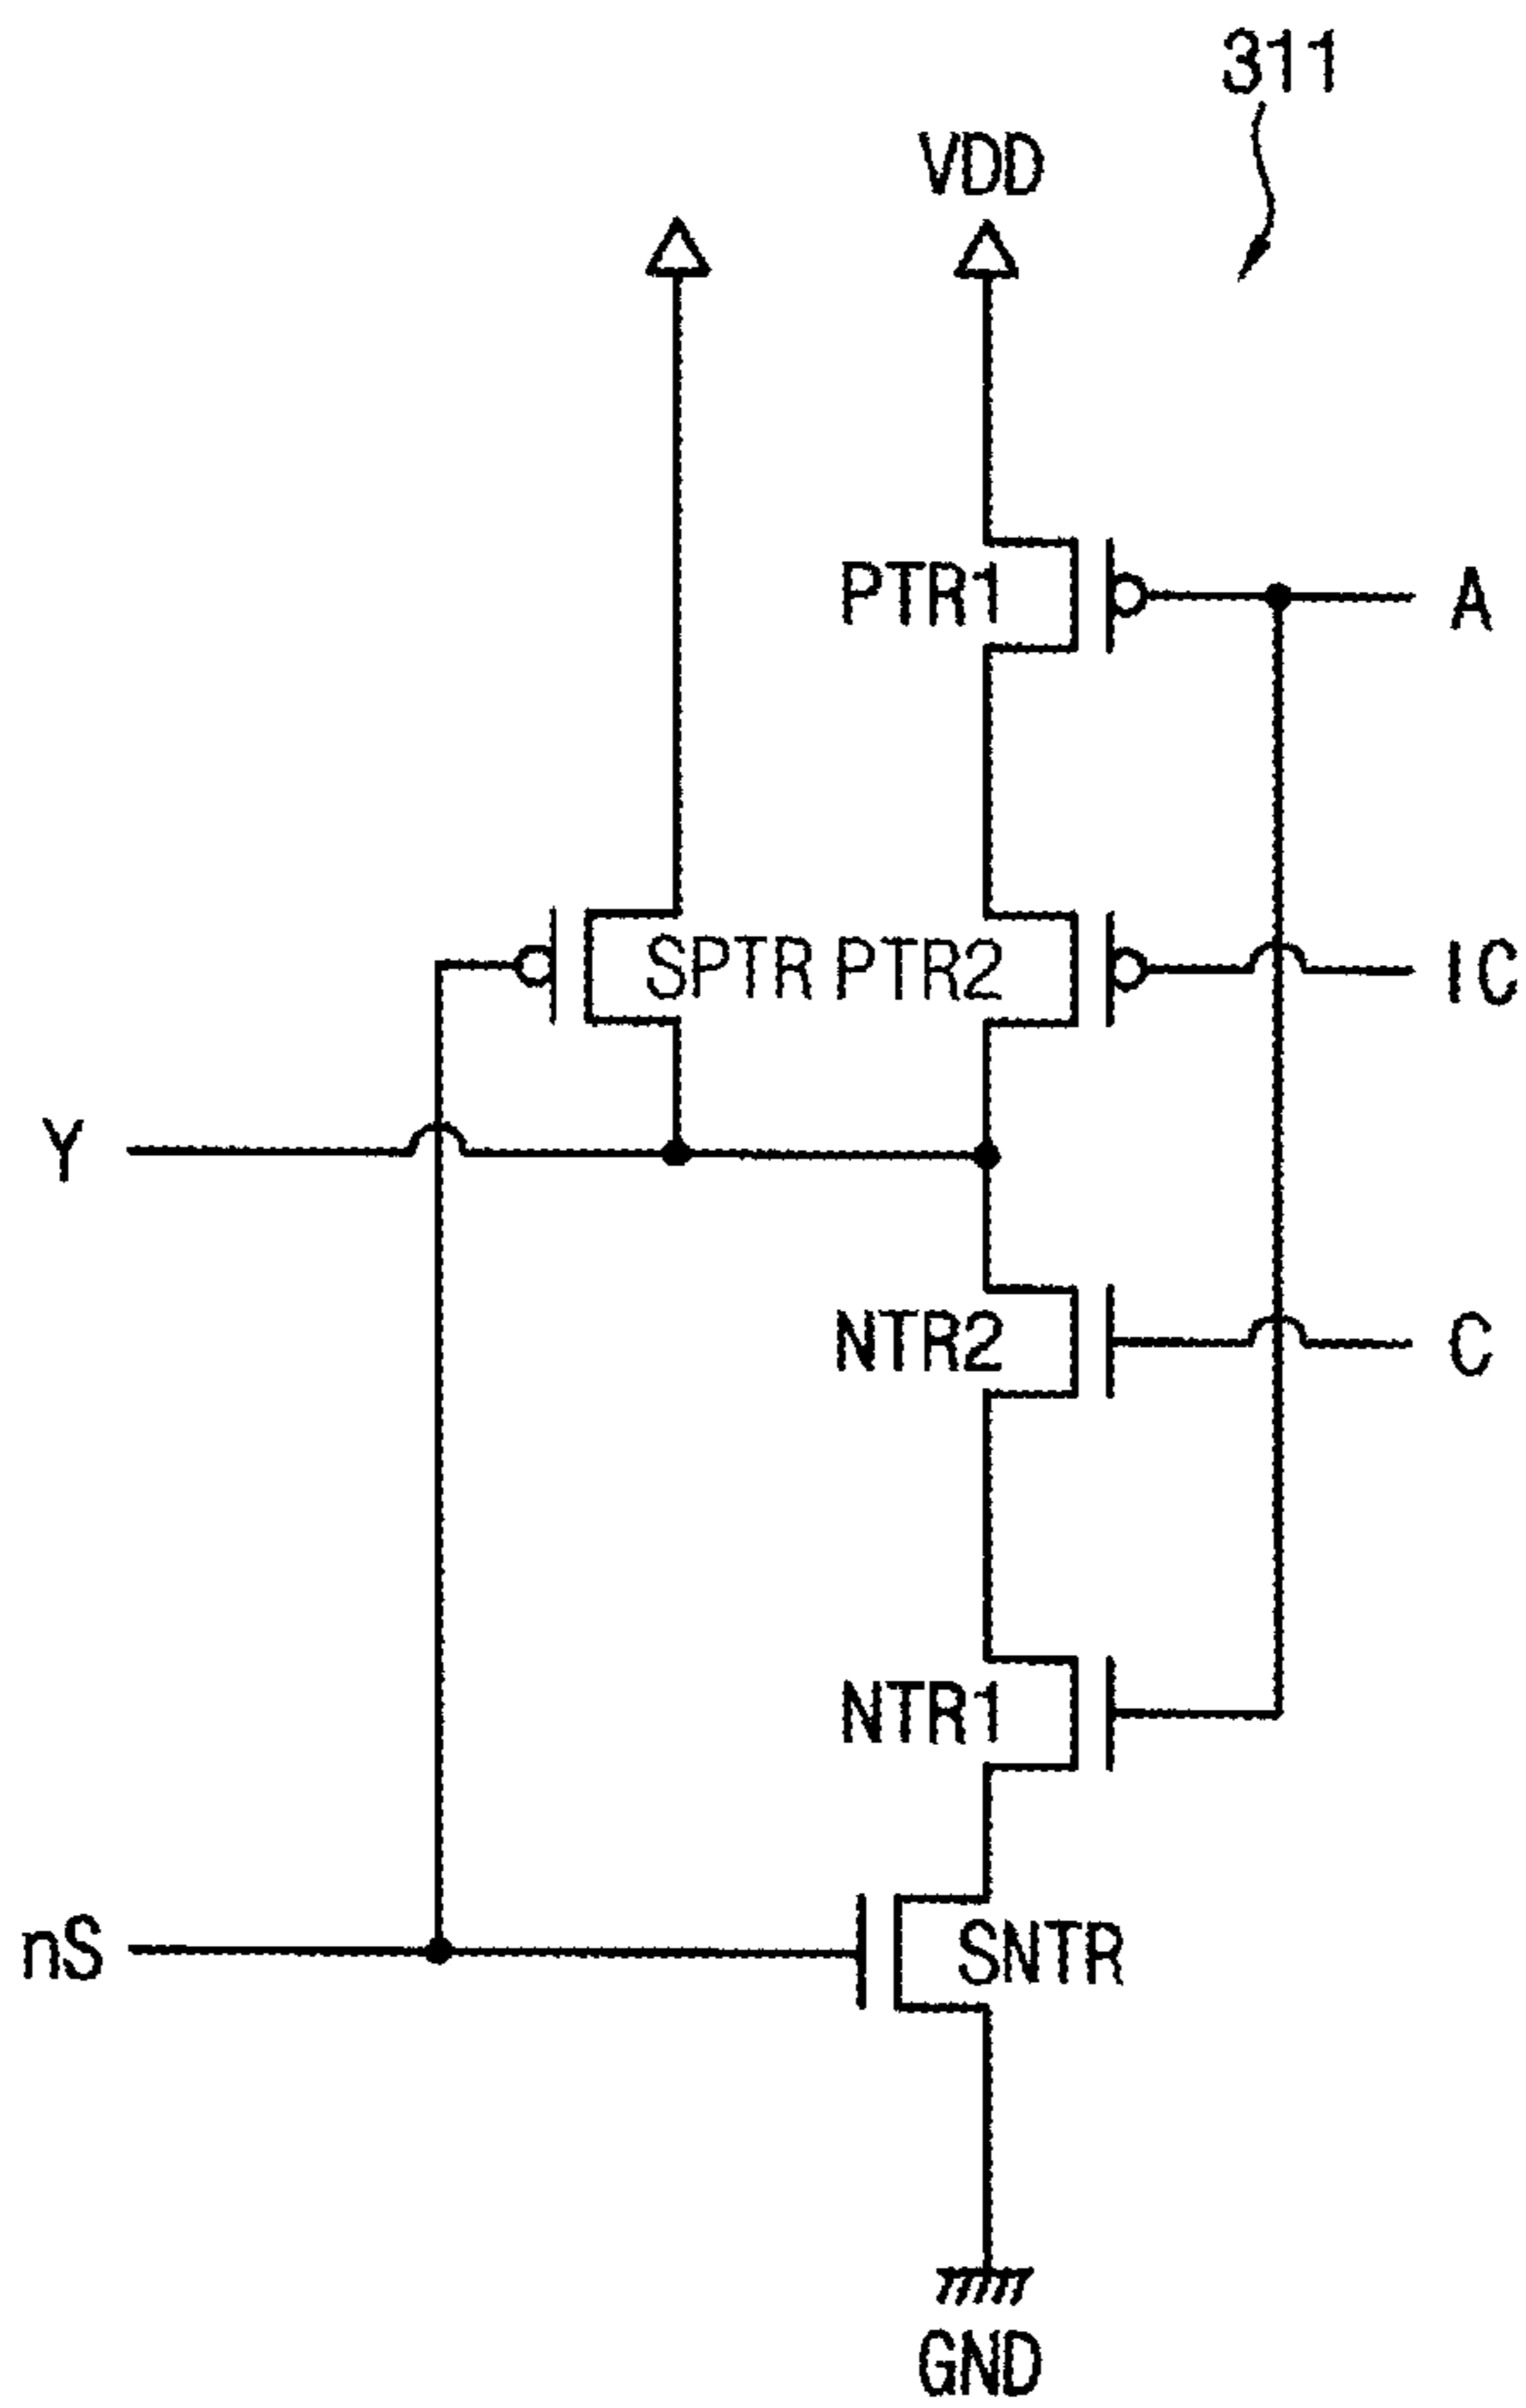 311
VDD
PTR1
A
SPTR
PTR2
IC
Y
NTR2
C
NTR1
nS
SNTR
GND